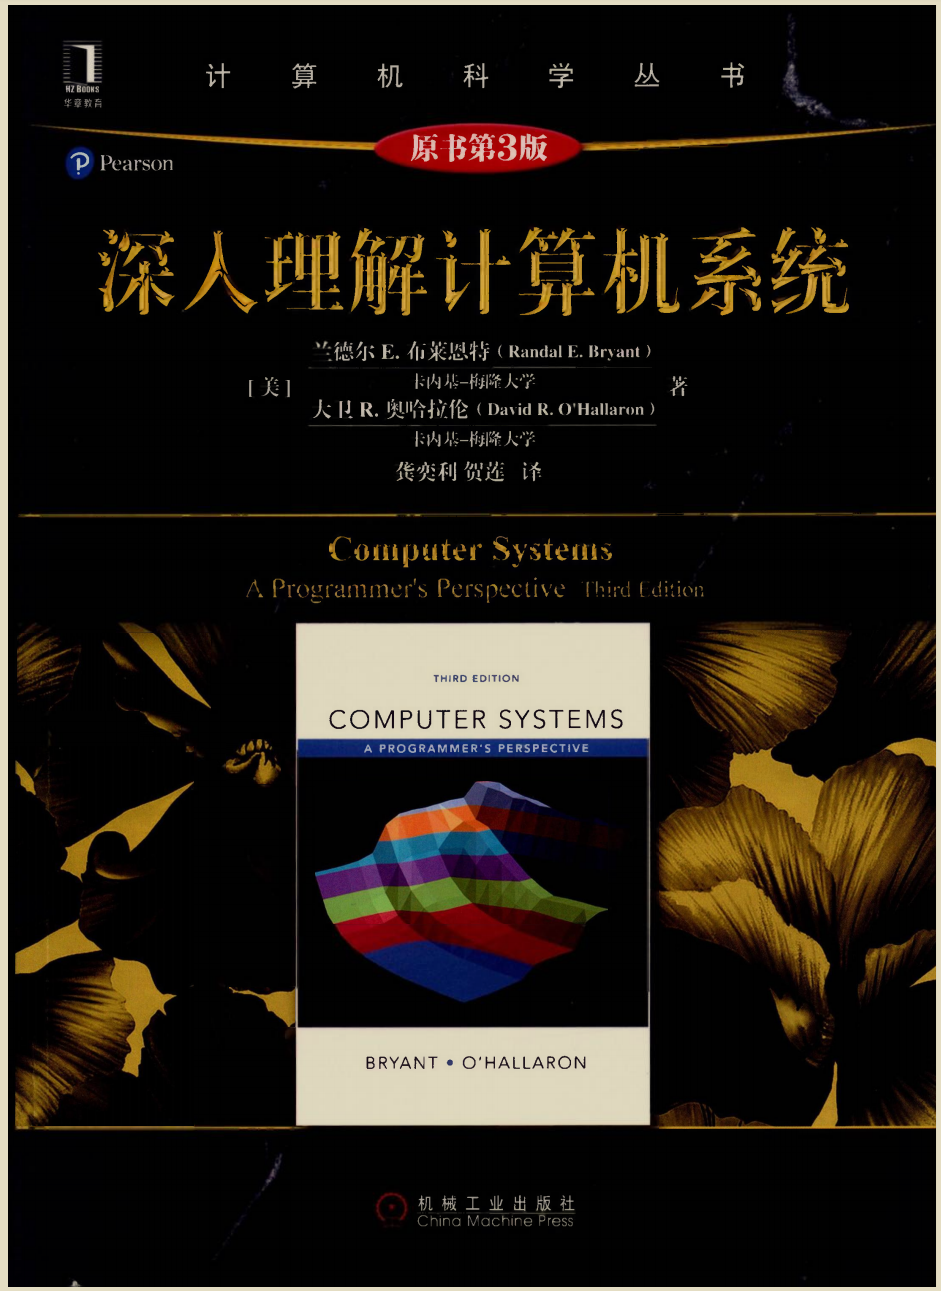 计算机科学丛书
HZ BOOKS
华章教育
原书第3版
Pearson
深入理解计算机系统
兰德尔 E. 布莱恩特 ( Randal E. Bryant )
卡内基-梅隆大学
[ 美 ]
著
大卫 R. 奥哈拉伦 ( David R. O'Hallaron )
卡内基-梅隆大学
龚奕利 贺莲 译
Computer Systems
A Programmer's Perspective Third Edition
THIRD EDITION
COMPUTER SYSTEMS
A PROGRAMMER'S PERSPECTIVE
BRYANT • O'HALLARON
机械工业出版社
China Machine Press